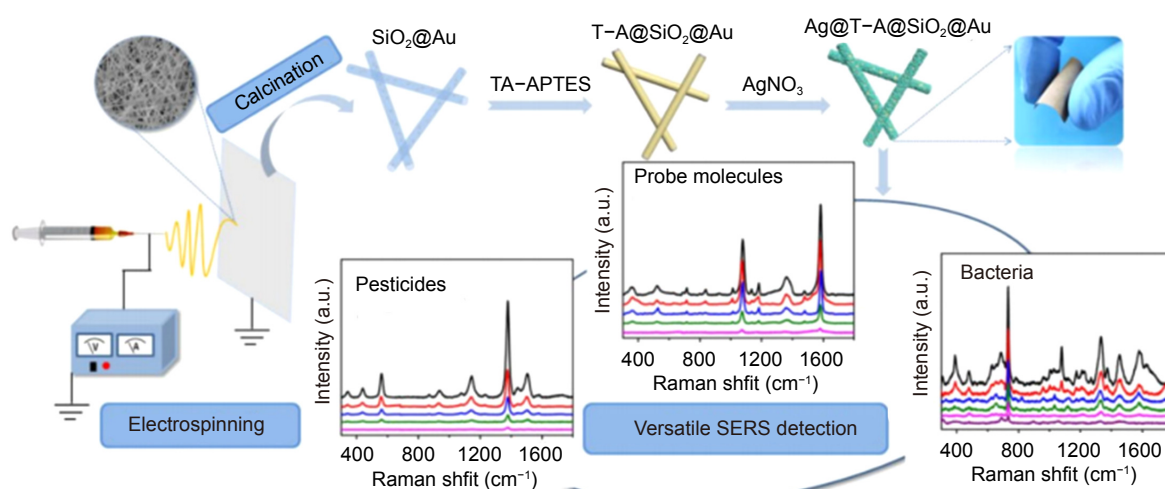 SiO₂@Au
T−A@SiO₂@Au
Ag@T−A@SiO₂@Au
Calcination
TA−APTES
AgNO₃
Probe molecules
Intensity (a.u.)
400 800 1200 1600
Raman shfit (cm⁻¹)
Pesticides
Intensity (a.u.)
400 800 1200 1600
Raman shfit (cm⁻¹)
Bacteria
Intensity (a.u.)
400 800 1200 1600
Raman shfit (cm⁻¹)
V A
Electrospinning
Versatile SERS detection